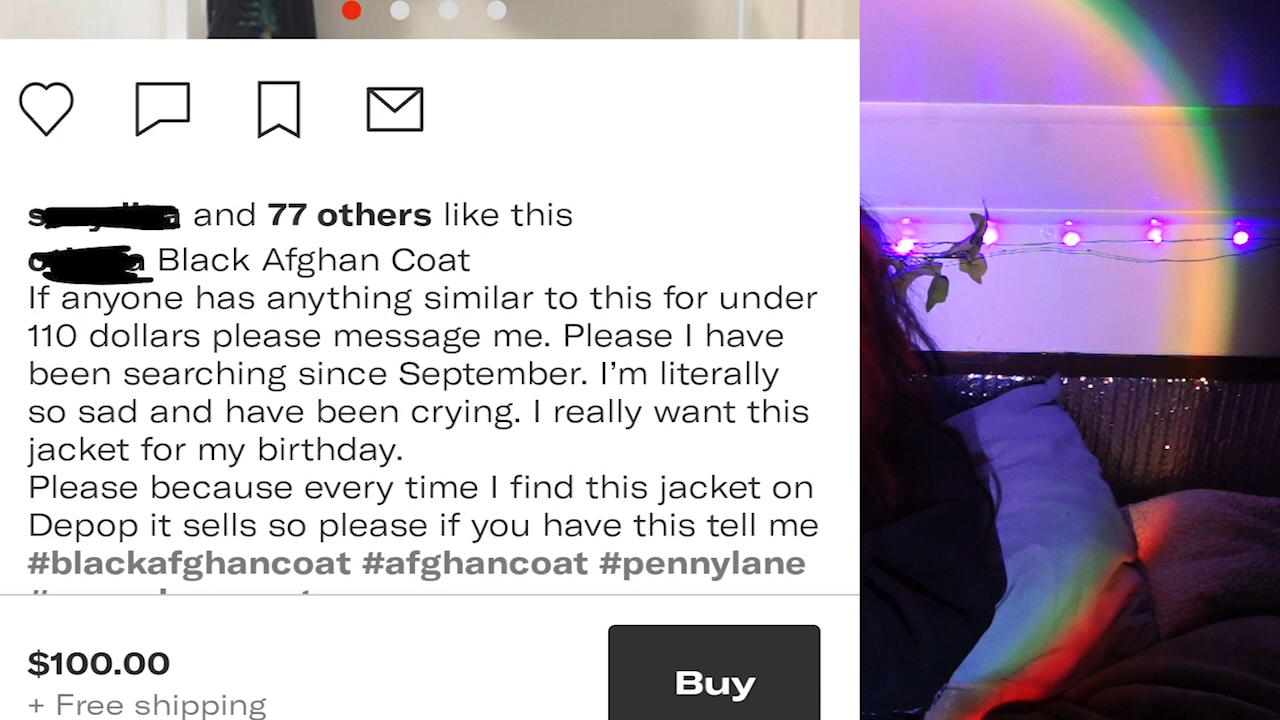 and 77 others like this
Black Afghan Coat
If anyone has anything similar to this for under
110 dollars please message me. Please I have
been searching since September. I'm literally
so sad and have been crying. I really want this
jacket for my birthday.
Please because every time I find this jacket on
Depop it sells so please if you have this tell me
#blackafghancoat #afghancoat #pennylane
$100.00
+ Free shipping
Buy